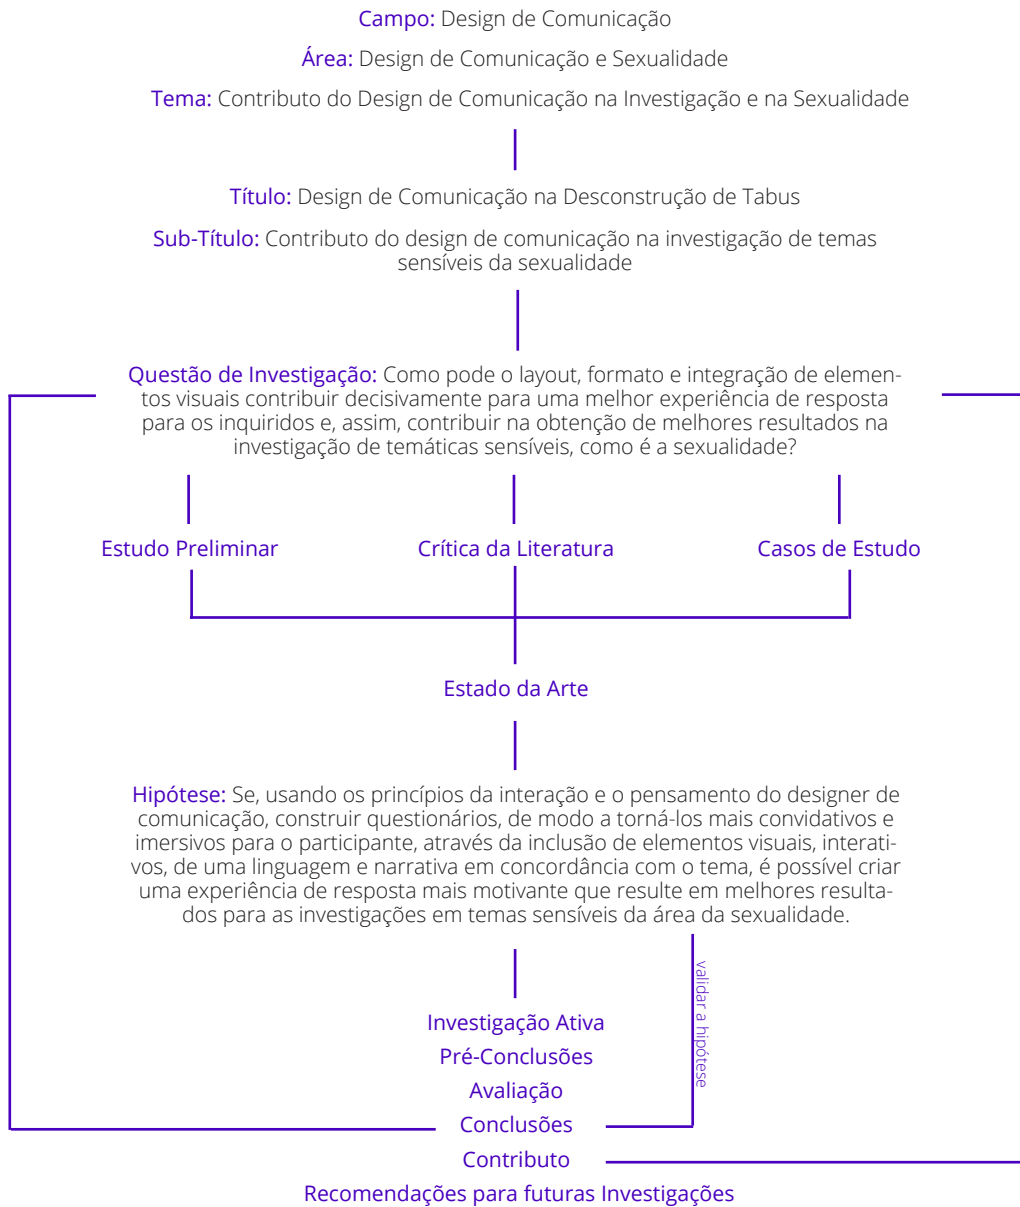 Campo: Design de Comunicação
Área: Design de Comunicação e Sexualidade
Tema: Contributo do Design de Comunicação na Investigação e na Sexualidade
Título: Design de Comunicação na Desconstrução de Tabus
Sub-Título: Contributo do design de comunicação na investigação de temas
sensíveis da sexualidade
Questão de Investigação: Como pode o layout, formato e integração de elemen-
tos visuais contribuir decisivamente para uma melhor experiência de resposta
para os inquiridos e, assim, contribuir na obtenção de melhores resultados na
investigação de temáticas sensíveis, como é a sexualidade?
Estudo Preliminar
Crítica da Literatura
Casos de Estudo
Estado da Arte
Hipótese: Se, usando os princípios da interação e o pensamento do designer de
comunicação, construir questionários, de modo a torná-los mais convidativos e
imersivos para o participante, através da inclusão de elementos visuais, interati-
vos, de uma linguagem e narrativa em concordância com o tema, é possível criar
uma experiência de resposta mais motivante que resulte em melhores resulta-
dos para as investigações em temas sensíveis da área da sexualidade.
validar a hipótese
Investigação Ativa
Pré-Conclusões
Avaliação
Conclusões
Contributo
Recomendações para futuras Investigações